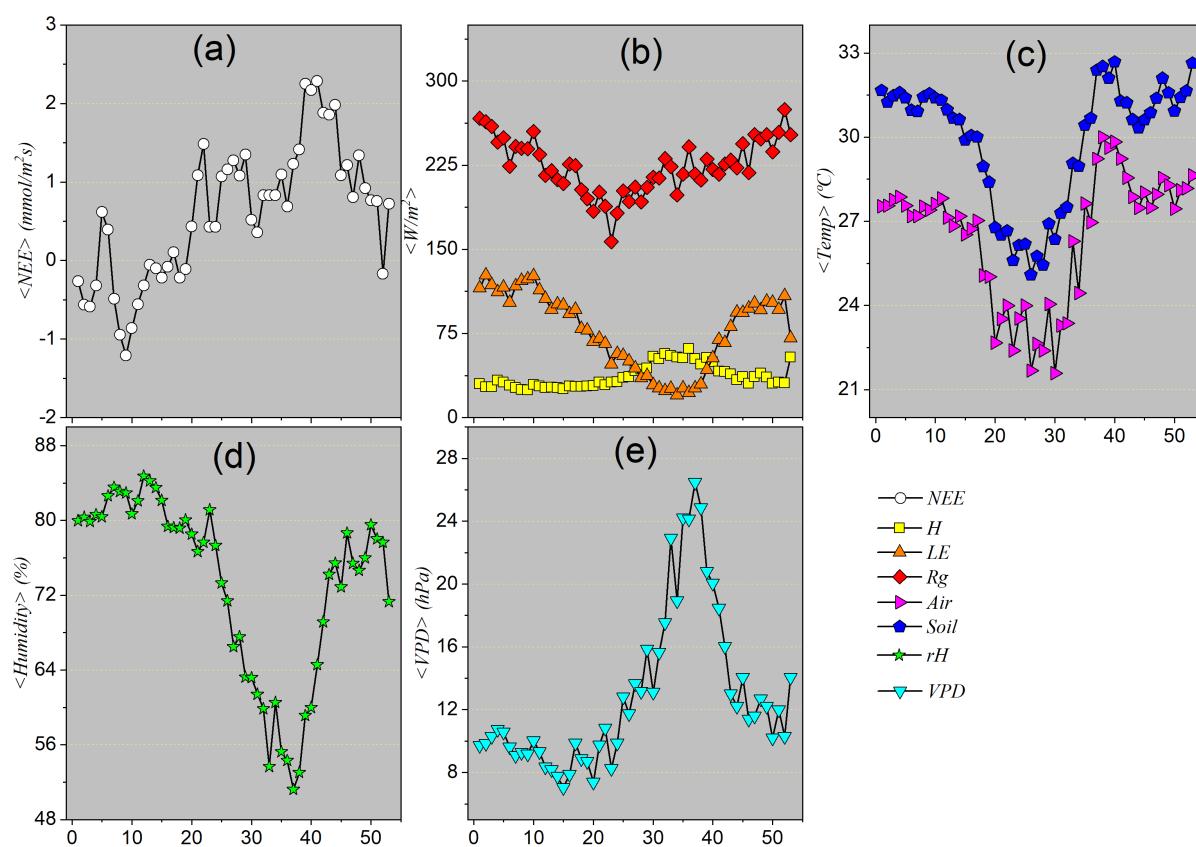 (a)
3
2
1
0
-1
-2
<NEE> (mmol/m²s)
(b)
300
225
150
75
0
<W/m²>
(c)
33
30
27
24
21
<Temp> (ºC)
0 10 20 30 40 50
(d)
88
80
72
64
56
48
<Humidiy> (%)
0 10 20 30 40 50
(e)
28
24
20
16
12
8
<VPD> (hPa)
0 10 20 30 40 50
NEE
H
LE
Rg
Air
Soil
rH
VPD